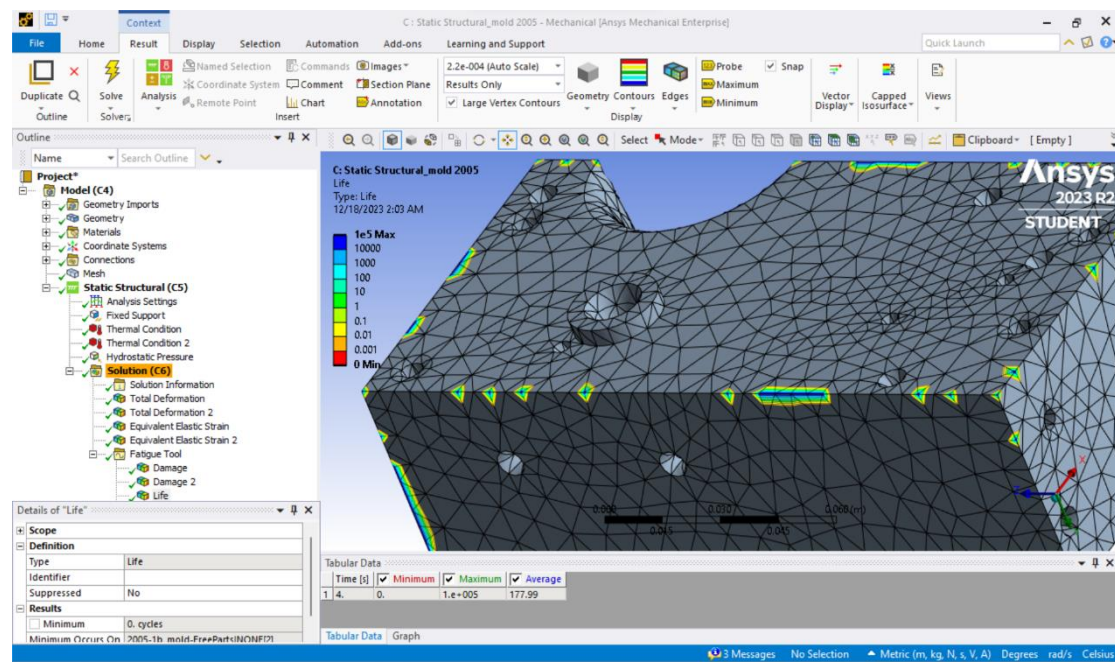 Context
C : Static Structural_mold 2005 - Mechanical [Ansys Mechanical Enterprise]
File Home Result Display Selection Automation Add-ons Learning and Support
Quick Launch
Duplicate
Outline
Solve
Solver
Analysis
Named Selection
Coordinate System
Remote Point
Commands
Comment
Chart
Images
Section Plane
Annotation
Insert
2.2e-004 (Auto Scale)
Results Only
Large Vertex Contours
Geometry
Contours
Edges
Display
Probe
Maximum
Minimum
Snap
Vector
Display
Capped
Isosurface
Views
Outline
Name
Search Outline
Select
Mode
Clipboard
[ Empty ]
Project*
Model (C4)
Geometry Imports
Geometry
Materials
Coordinate Systems
Connections
Mesh
Static Structural (C5)
Analysis Settings
Fixed Support
Thermal Condition
Thermal Condition 2
Hydrostatic Pressure
Solution (C6)
Solution Information
Total Deformation
Total Deformation 2
Equivalent Elastic Strain
Equivalent Elastic Strain 2
Fatigue Tool
Damage
Damage 2
Life
C: Static Structural_mold 2005
Life
Type: Life
12/18/2023 2:03 AM
1e5 Max
10000
1000
100
10
1
0.1
0.01
0.001
0 Min
Ansys
2023 R2
STUDENT
X
0.000
0.030
0.060 (m)
0.015
0.045
Details of "Life"
Scope
Definition
Type Life
Identifier
Suppressed No
Results
Minimum 0. cycles
Minimum Occurs On 2005-1b_mold-FreeParts|NONE[2]
Tabular Data
Time [s] Minimum Maximum Average
1 4. 0. 1.e+005 177.99
Tabular Data Graph
3 Messages No Selection Metric (m, kg, N, s, V, A) Degrees rad/s Celsius